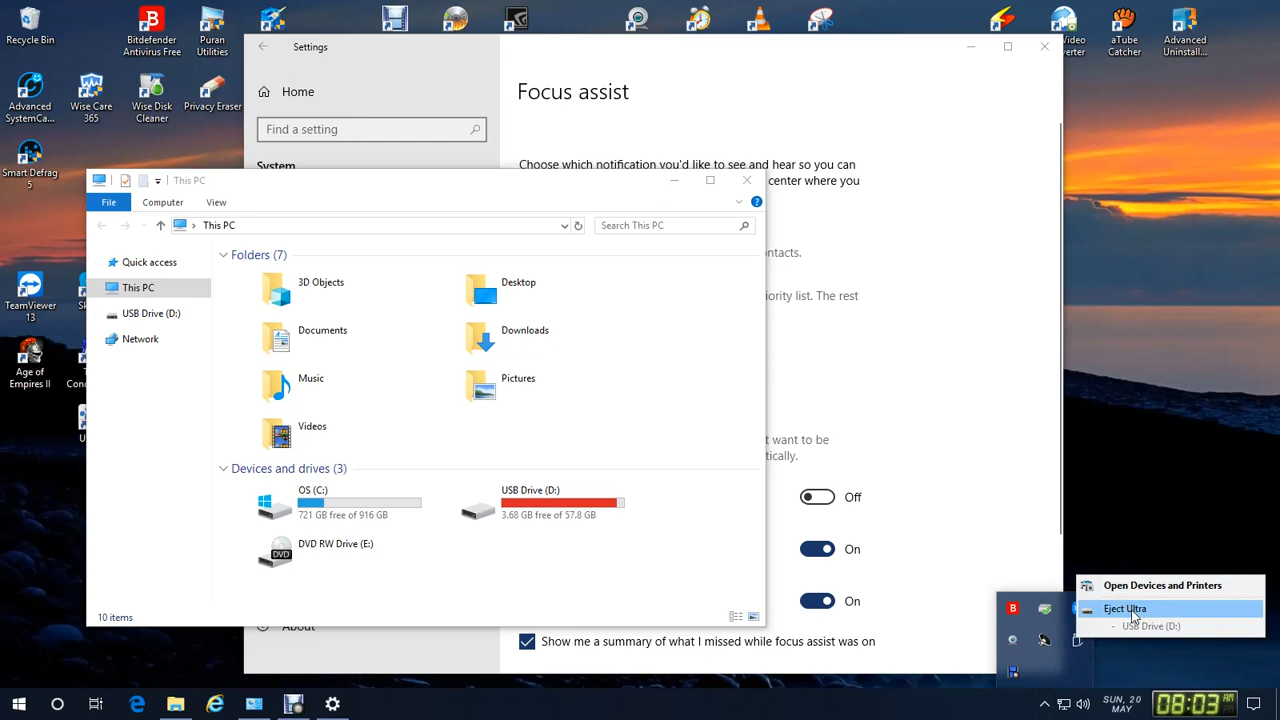 Recycle Bin
Bitdefender
Antivirus Free
Puran
Utilities
Video
erter
aTube
Catcher
Advanced
Uninstall...
Advanced
SystemCa...
Wise Care
365
Wise Disk
Cleaner
Privacy Eraser
Smart Defrag
5
TeamViewer
13
Age of
Empires II
Settings
Home
Find a setting
System
About
Focus assist
Choose which notification you'd like to see and hear so you can
center where you
ontacts.
iority list. The rest
t want to be
tically.
Off
On
On
Show me a summary of what I missed while focus assist was on
This PC
File
Computer
View
This PC
Search This PC
Quick access
This PC
USB Drive (D:)
Network
Folders (7)
3D Objects
Desktop
Documents
Downloads
Music
Pictures
Videos
Devices and drives (3)
OS (C:)
721 GB free of 916 GB
USB Drive (D:)
3.68 GB free of 57.8 GB
DVD
DVD RW Drive (E:)
10 items
B
Open Devices and Printers
Eject Ultra
- USB Drive (D:)
SUN, 20
MAY
08:03 AM